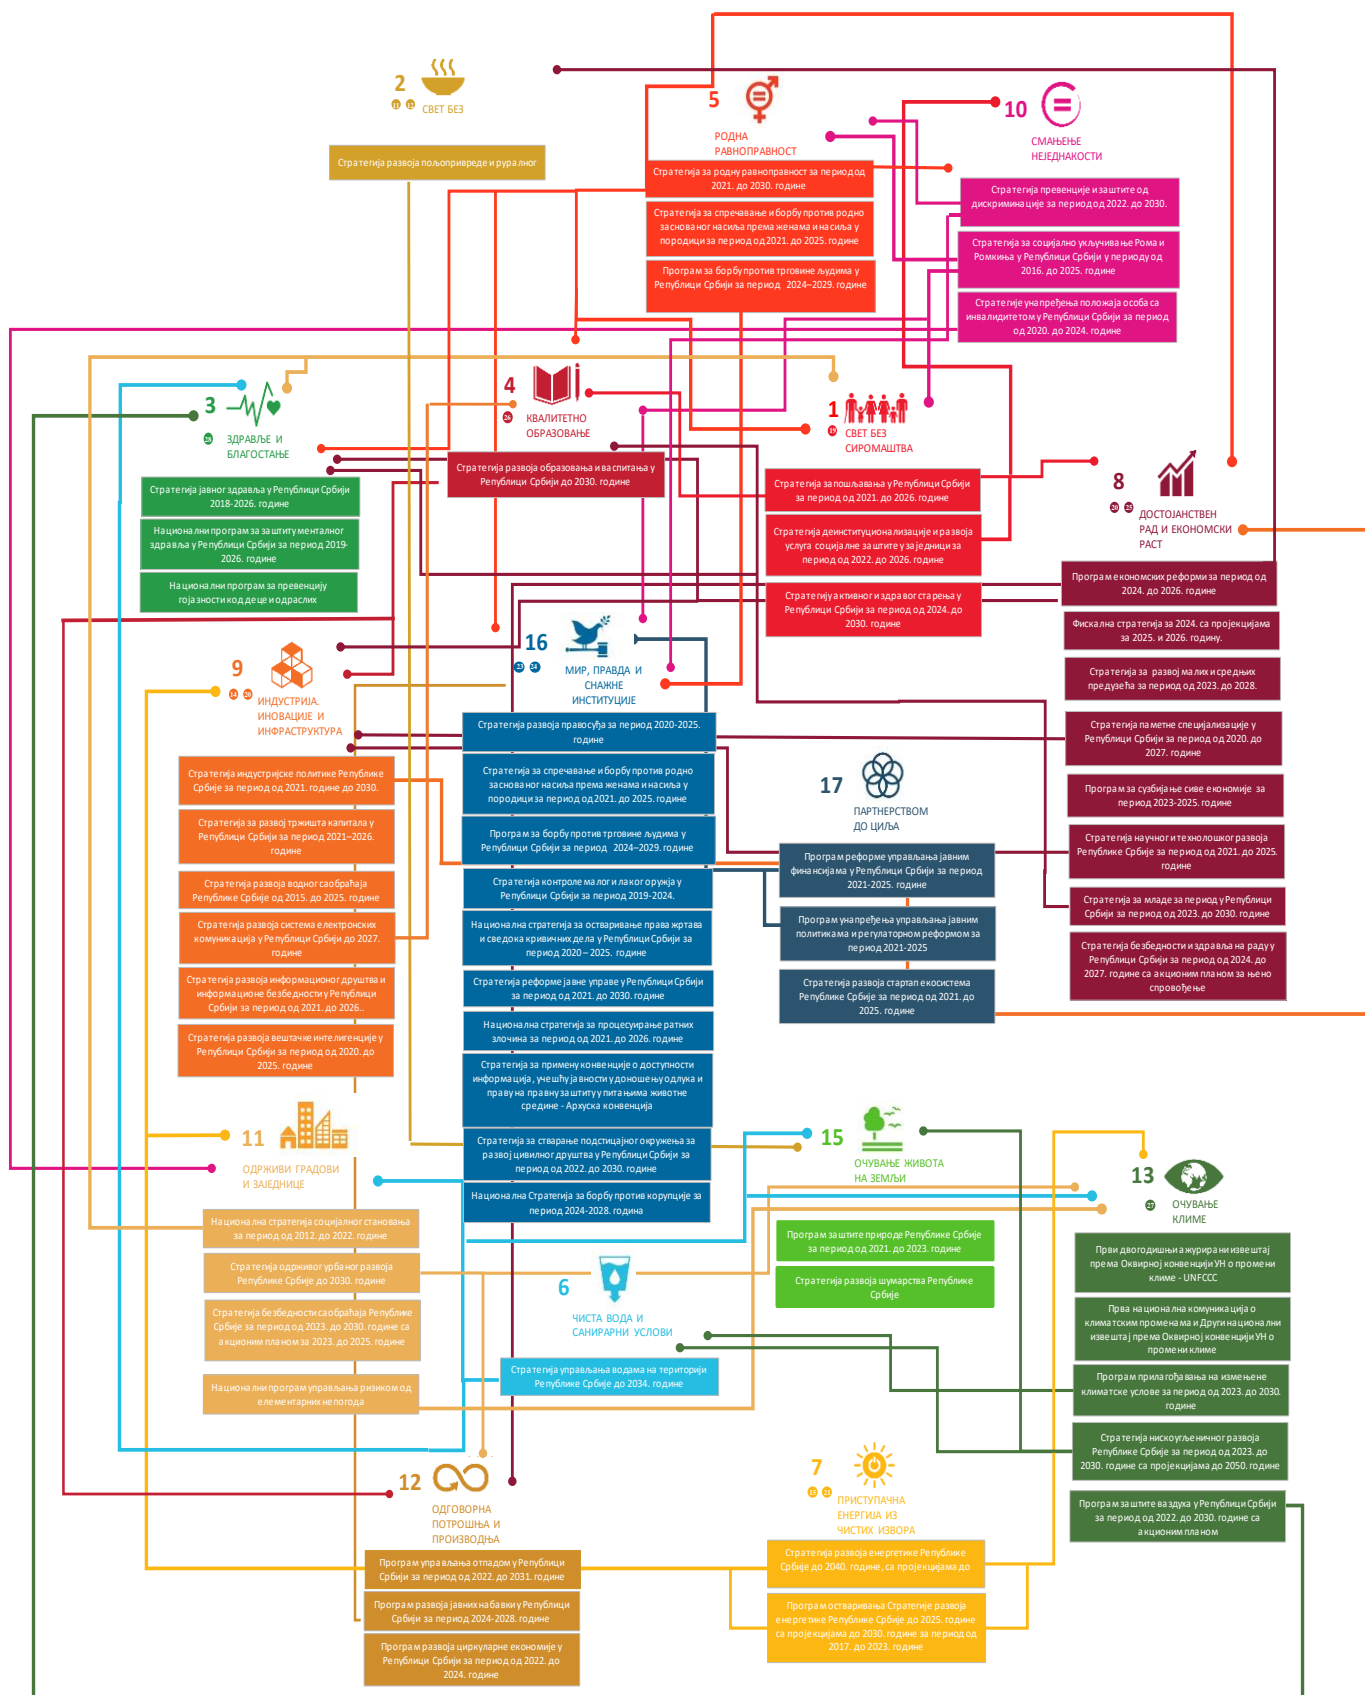 2
11 12
СВЕТ БЕЗ
Стратегија развоја пољопривреде и руралног
5
РОДНА
РАВНОПРАВНОСТ
Стратегија за родну равноправност за период од
2021. до 2030. године
Стратегија за спречавање и борбу против родно
заснованог насиља према женама и насиља у
породици за период од 2021. до 2025. године
Програм за борбу против трговине људима у
Републици Србији за период 2024–2029. године
10
СМАЊЕЊЕ
НЕЈЕДНАКОСТИ
Стратегија превенције и заштите од
дискриминације за период од 2022. до 2030.
Стратегија за социјално укључивање Рома и
Ромкиња у Републици Србији у периоду од
2016. до 2025. године
Стратегије унапређења положаја особа са
инвалидитетом у Републици Србији за период
од 2020. до 2024. године
3
ЗДРАВЉЕ И
БЛАГОСТАЊЕ
Стратегија јавног здравља у Републици Србији
2018-2026. године
Национални програм за заштиту менталног
здравља у Републици Србији за период 2019-
2026. године
Национални програм за превенцију
гојазности код деце и одраслих
4
26
КВАЛИТЕТНО
ОБРАЗОВАЊЕ
Стратегија развоја образовања и васпитања у
Републици Србији до 2030. године
1
19
СВЕТ БЕЗ
СИРОМАШТВА
Стратегија запошљавања у Републици Србији
за период од 2021. до 2026. године
Стратегија деинституционализације и развоја
услуга социјалне заштите у заједници за
период од 2022. до 2026. године
Стратегију активног и здравог старења у
Републици Србији за период од 2024. до
2030. године
8
20 25
ДОСТОЈАНСТВЕН
РАД И ЕКОНОМСКИ
РАСТ
Програм економских реформи за период од
2024. до 2026. године
Фискална стратегија за 2024. са пројекцијама
за 2025. и 2026. годину.
Стратегија за развој малих и средњих
предузећа за период од 2023. до 2028.
Стратегија паметне специјализације у
Републици Србији за период од 2020. до
2027. године
Програм за сузбијање сиве економије за
период 2023-2025. године
Стратегија научног и технолошког развоја
Републике Србије за период од 2021. до 2025.
године
Стратегија за младе за период у Републици
Србији за период од 2023. до 2030. године
Стратегија безбедности и здравља на раду у
Републици Србији за период од 2024. до
2027. године са акционим планом за њено
спровођење
9
14 20
ИНДУСТРИЈА.
ИНОВАЦИЈЕ И
ИНФРАСТРУКТУРА
Стратегија индустријске политике Републике
Србије за период од 2021. године до 2030.
Стратегија за развој тржишта капитала у
Републици Србији за период 2021–2026.
године
Стратегија развоја водног саобраћаја
Републике Србије од 2015. до 2025. године
Стратегија развоја система електронских
комуникација у Републици Србији до 2027.
године
Стратегија развоја информационог друштва и
информационе безбедности у Републици
Србији за период од 2021. до 2026..
Стратегија развоја вештачке интелигенције у
Републици Србији за период од 2020. до
2025. године
16
23 24
МИР, ПРАВДА И
СНАЖНЕ
ИНСТИТУЦИЈЕ
Стратегија развоја правосуђа за период 2020-2025.
године
Стратегија за спречавање и борбу против родно
заснованог насиља према женама и насиља у
породици за период од 2021. до 2025. године
Програм за борбу против трговине људима у
Републици Србији за период 2024–2029. године
Стратегија контроле малог и лаког оружја у
Републици Србији за период 2019-2024.
Национална стратегија за остваривање права жртава
и сведока кривичних дела у Републици Србији за
период 2020 – 2025. године
Стратегија реформе јавне управе у Републици Србији
за период од 2021. до 2030. године
Национална стратегија за процесуирање ратних
злочина за период од 2021. до 2026. године
Стратегија за примену конвенције о доступности
информација, учешћу јавности у доношењу одлука и
праву на правну заштиту у питањима животне
средине - Архуска конвенција
Стратегија за стварање подстицајног окружења за
развој цивилног друштва у Републици Србији за
период од 2022. до 2030. године
Национална Стратегија за борбу против корупције за
период 2024-2028. година
17
ПАРТНЕРСТВОМ
ДО ЦИЉА
Програм реформе управљања јавним
финансијама у Републици Србији за период
2021-2025. године
Програм унапређења управљања јавним
политикама и регулаторном реформом за
период 2021-2025
Стратегија развоја стартап екосистема
Републике Србије за период од 2021. до
2025. године
11
ОДРЖИВИ ГРАДОВИ
И ЗАЈЕДНИЦЕ
Национална стратегија социјалног становања
за период од 2012. до 2022. године
Стратегија одрживог урбаног развоја
Републике Србије до 2030. године
Стратегија безбедности саобраћаја Републике
Србије за период од 2023. до 2030. године са
акционим планом за 2023. до 2025. године
Национални програм управљања ризиком од
елементарних непогода
15
ОЧУВАЊЕ ЖИВОТА
НА ЗЕМЉИ
Програм заштите природе Републике Србије
за период од 2021. до 2023. године
Стратегија развоја шумарства Републике
Србије
13
27
ОЧУВАЊЕ
КЛИМЕ
Први двогодишњи ажурирани извештај
према Оквирној конвенцији УН о промени
климе - UNFCCC
Прва национална комуникација о
климатским променама и Други национални
извештај према Оквирној конвенцији УН о
промени климе
Програм прилагођавања на измењене
климатске услове за период од 2023. до 2030.
године
Стратегија нискоугљеничног развоја
Републике Србије за период од 2023. до
2030. године са пројекцијама до 2050. године
Програм заштите ваздуха у Републици Србији
за период од 2022. до 2030. године са
акционим планом
6
ЧИСТА ВОДА И
САНИРАРНИ УСЛОВИ
Стратегија управљања водама на територији
Републике Србије до 2034. године
12
ОДГОВОРНА
ПОТРОШЊА И
ПРОИЗВОДЊА
Програм управљања отпадом у Републици
Србији за период од 2022. до 2031. године
Програм развоја јавних набавки у Републици
Србији за период 2024-2028. године
Програм развоја циркуларне економије у
Републици Србији за период од 2022. до
2024. године
7
15 21
ПРИСТУПАЧНА
ЕНЕРГИЈА ИЗ
ЧИСТИХ ИЗВОРА
Стратегија развоја енергетике Републике
Србије до 2040. године, са пројекцијама до
Програм остваривања Стратегије развоја
енергетике Републике Србије до 2025. године
са пројекцијама до 2030. године за период од
2017. до 2023. године